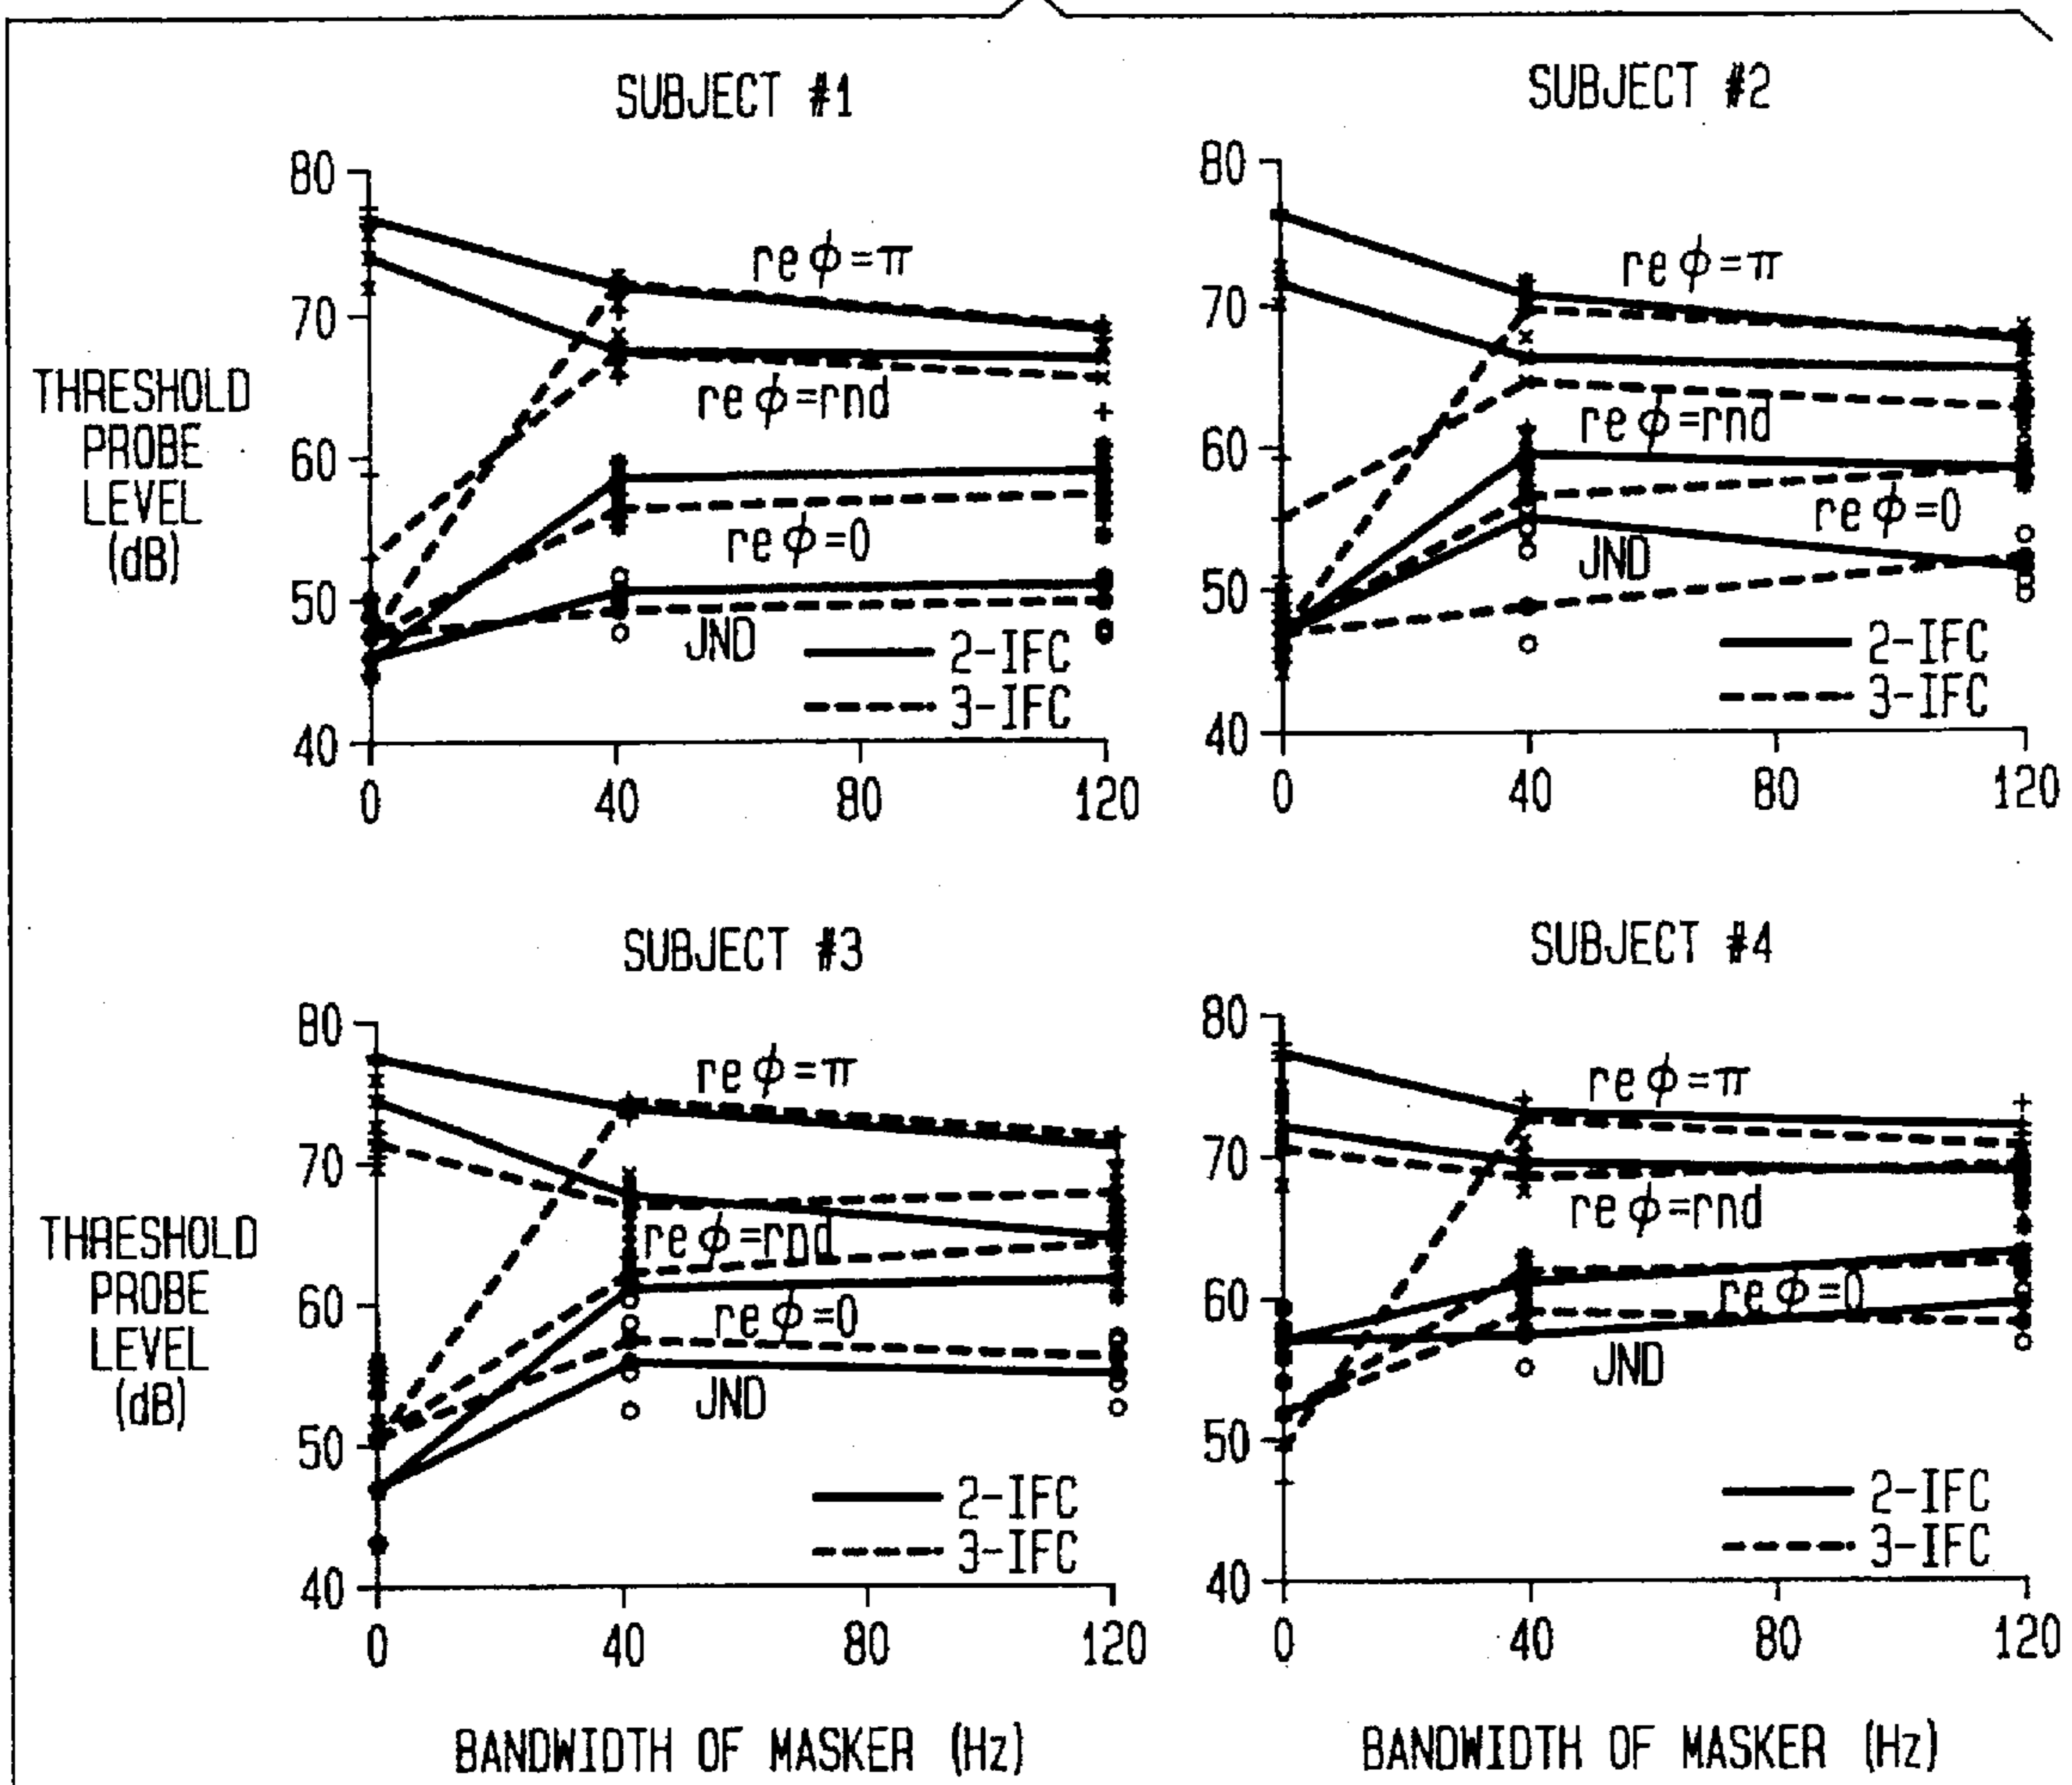 SUBJECT #1
80
70
60
50
40
THRESHOLD
PROBE
LEVEL
(dB)
re ϕ=π
re ϕ=rnd
re ϕ=0
JND
2-IFC
3-IFC
0 40 80 120
SUBJECT #2
80
70
60
50
40
re ϕ=π
re ϕ=rnd
re ϕ=0
JND
2-IFC
3-IFC
0 40 80 120
SUBJECT #3
80
70
60
50
40
THRESHOLD
PROBE
LEVEL
(dB)
re ϕ=π
re ϕ=rnd
re ϕ=0
JND
2-IFC
3-IFC
0 40 80 120
BANDWIDTH OF MASKER (Hz)
SUBJECT #4
80
70
60
50
40
re ϕ=π
re ϕ=rnd
re ϕ=0
JND
2-IFC
3-IFC
0 40 80 120
BANDWIDTH OF MASKER (Hz)